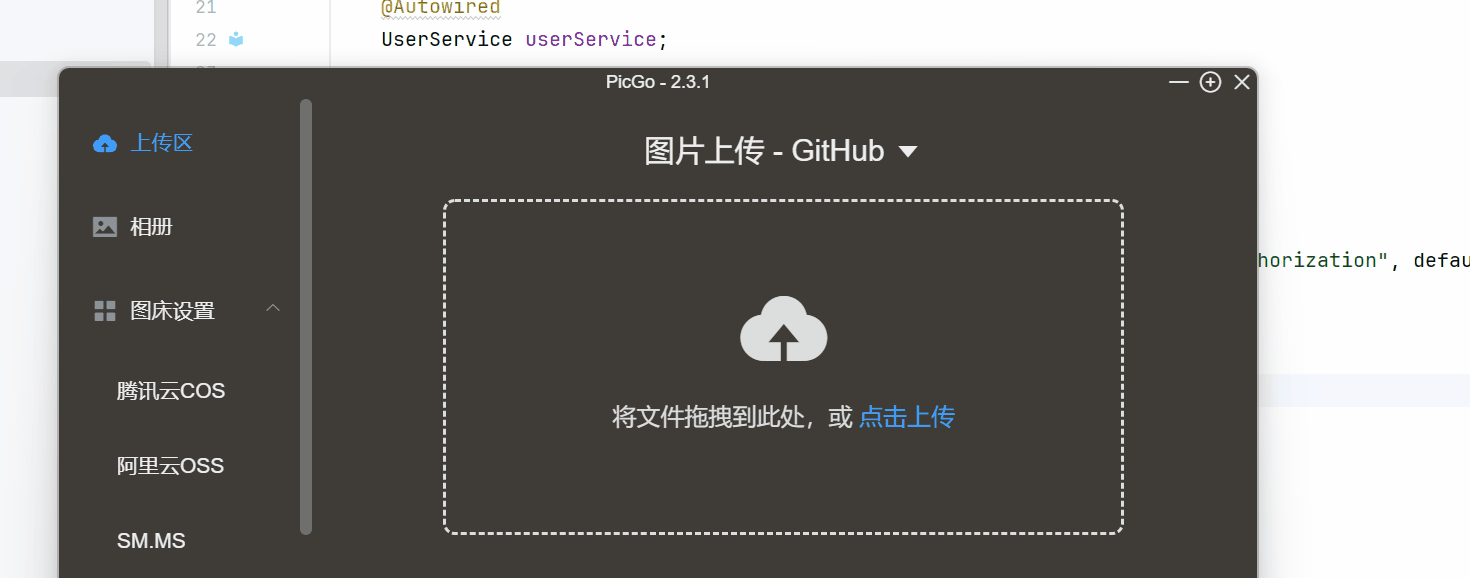 21
@Autowired
22
UserService userService;
PicGo - 2.3.1
上传区
图片上传 - GitHub
相册
horization", defau
图床设置
腾讯云COS
将文件拖拽到此处，或 点击上传
阿里云OSS
SM.MS